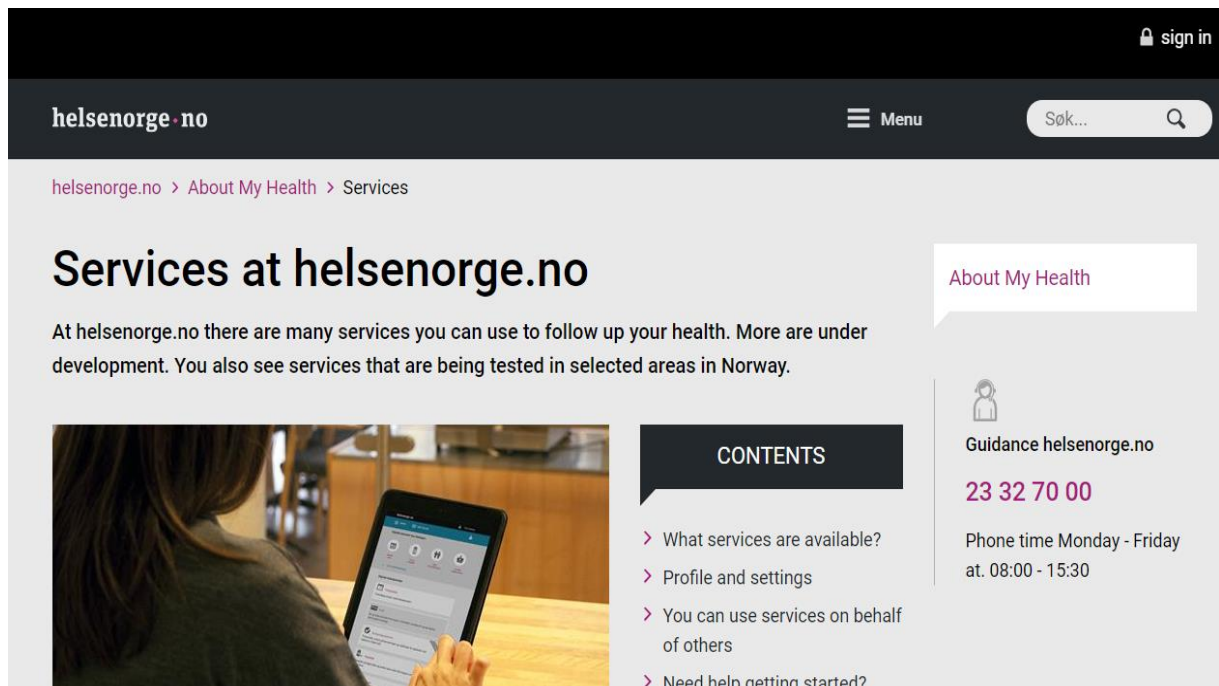 sign in
helsenorge.no
Menu
Søk...
helsenorge.no > About My Health > Services
Services at helsenorge.no
At helsenorge.no there are many services you can use to follow up your health. More are under
development. You also see services that are being tested in selected areas in Norway.
About My Health
Guidance helsenorge.no
23 32 70 00
Phone time Monday - Friday
at. 08:00 - 15:30
CONTENTS
> What services are available?
> Profile and settings
> You can use services on behalf
of others
> Need help getting started?